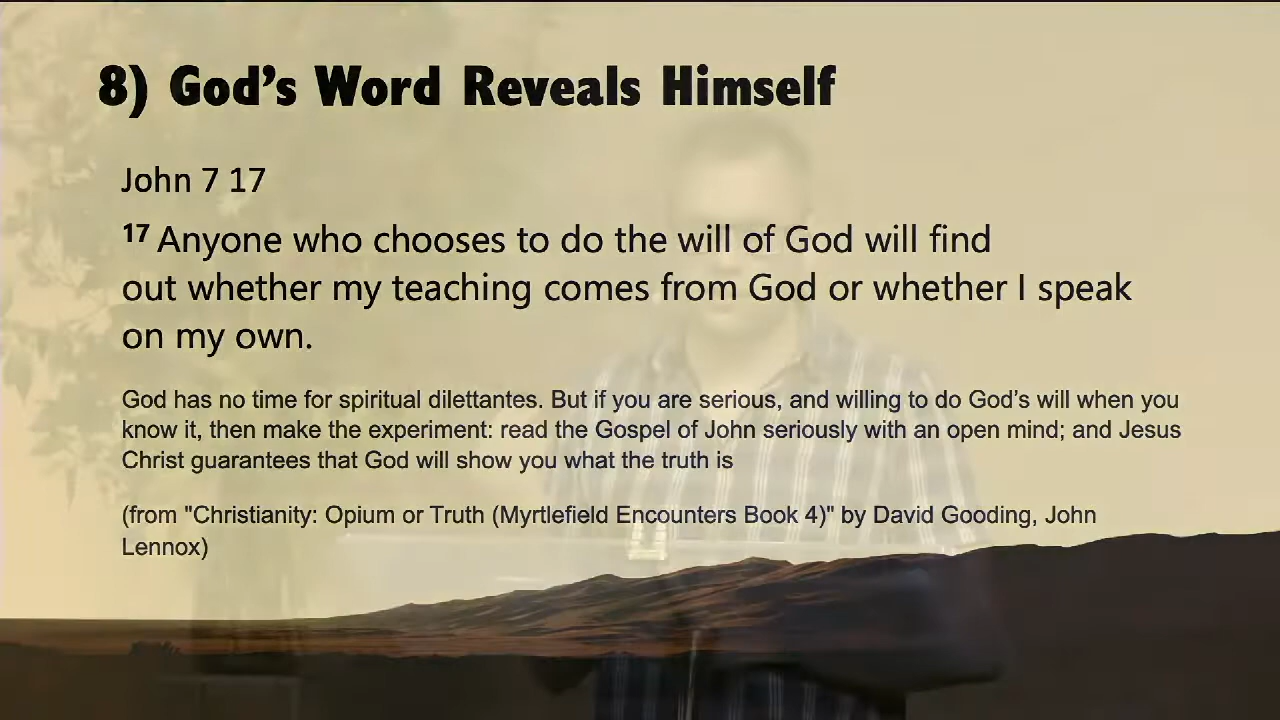 8) God’s Word Reveals Himself
John 7 17
17 Anyone who chooses to do the will of God will find
out whether my teaching comes from God or whether I speak
on my own.
God has no time for spiritual dilettantes. But if you are serious, and willing to do God’s will when you
know it, then make the experiment: read the Gospel of John seriously with an open mind; and Jesus
Christ guarantees that God will show you what the truth is
(from "Christianity: Opium or Truth (Myrtlefield Encounters Book 4)" by David Gooding, John
Lennox)